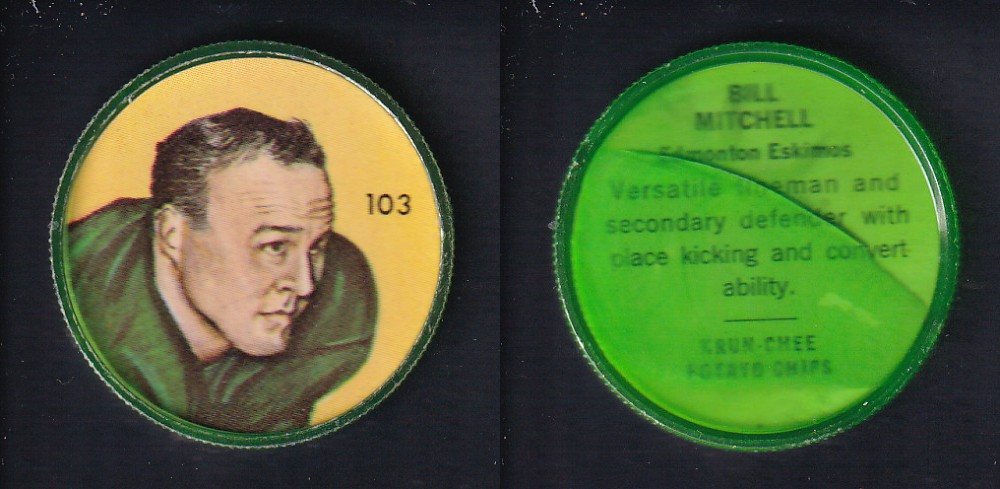 103
BILL
MITCHELL
Edmonton Eskimos
Versatile lineman and
secondary defender with
place kicking and convert
ability.
KRUN-CHEE
POTATO CHIPS